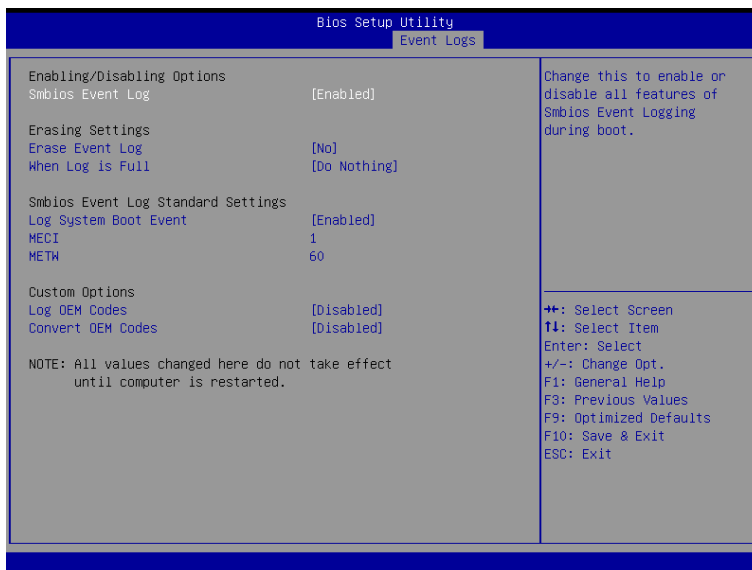 Bios Setup Utility
Event Logs
Enabling/Disabling Options
Smbios Event Log [Enabled]
Erasing Settings
Erase Event Log [No]
When Log is Full [Do Nothing]
Smbios Event Log Standard Settings
Log System Boot Event [Enabled]
MECI 1
METW 60
Custom Options
Log OEM Codes [Disabled]
Convert OEM Codes [Disabled]
NOTE: All values changed here do not take effect
until computer is restarted.
Change this to enable or
disable all features of
Smbios Event Logging
during boot.
→←: Select Screen
↑↓: Select Item
Enter: Select
+/-: Change Opt.
F1: General Help
F3: Previous Values
F9: Optimized Defaults
F10: Save & Exit
ESC: Exit